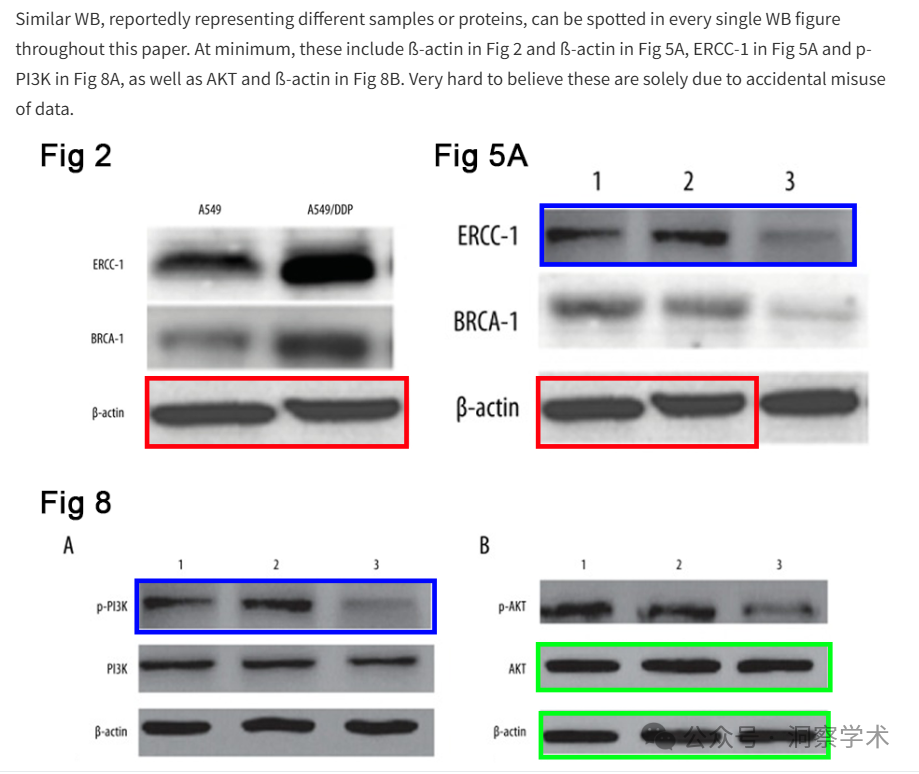 Similar WB, reportedly representing different samples or proteins, can be spotted in every single WB figure
throughout this paper. At minimum, these include ß-actin in Fig 2 and ß-actin in Fig 5A, ERCC-1 in Fig 5A and p-
PI3K in Fig 8A, as well as AKT and ß-actin in Fig 8B. Very hard to believe these are solely due to accidental misuse
of data.
Fig 2
A549 A549/DDP
ERCC-1
BRCA-1
β-actin
Fig 5A
1 2 3
ERCC-1
BRCA-1
β-actin
Fig 8
A
1 2 3
p-PI3K
PI3K
β-actin
B
1 2 3
p-AKT
AKT
β-actin
公众号 · 洞察学术